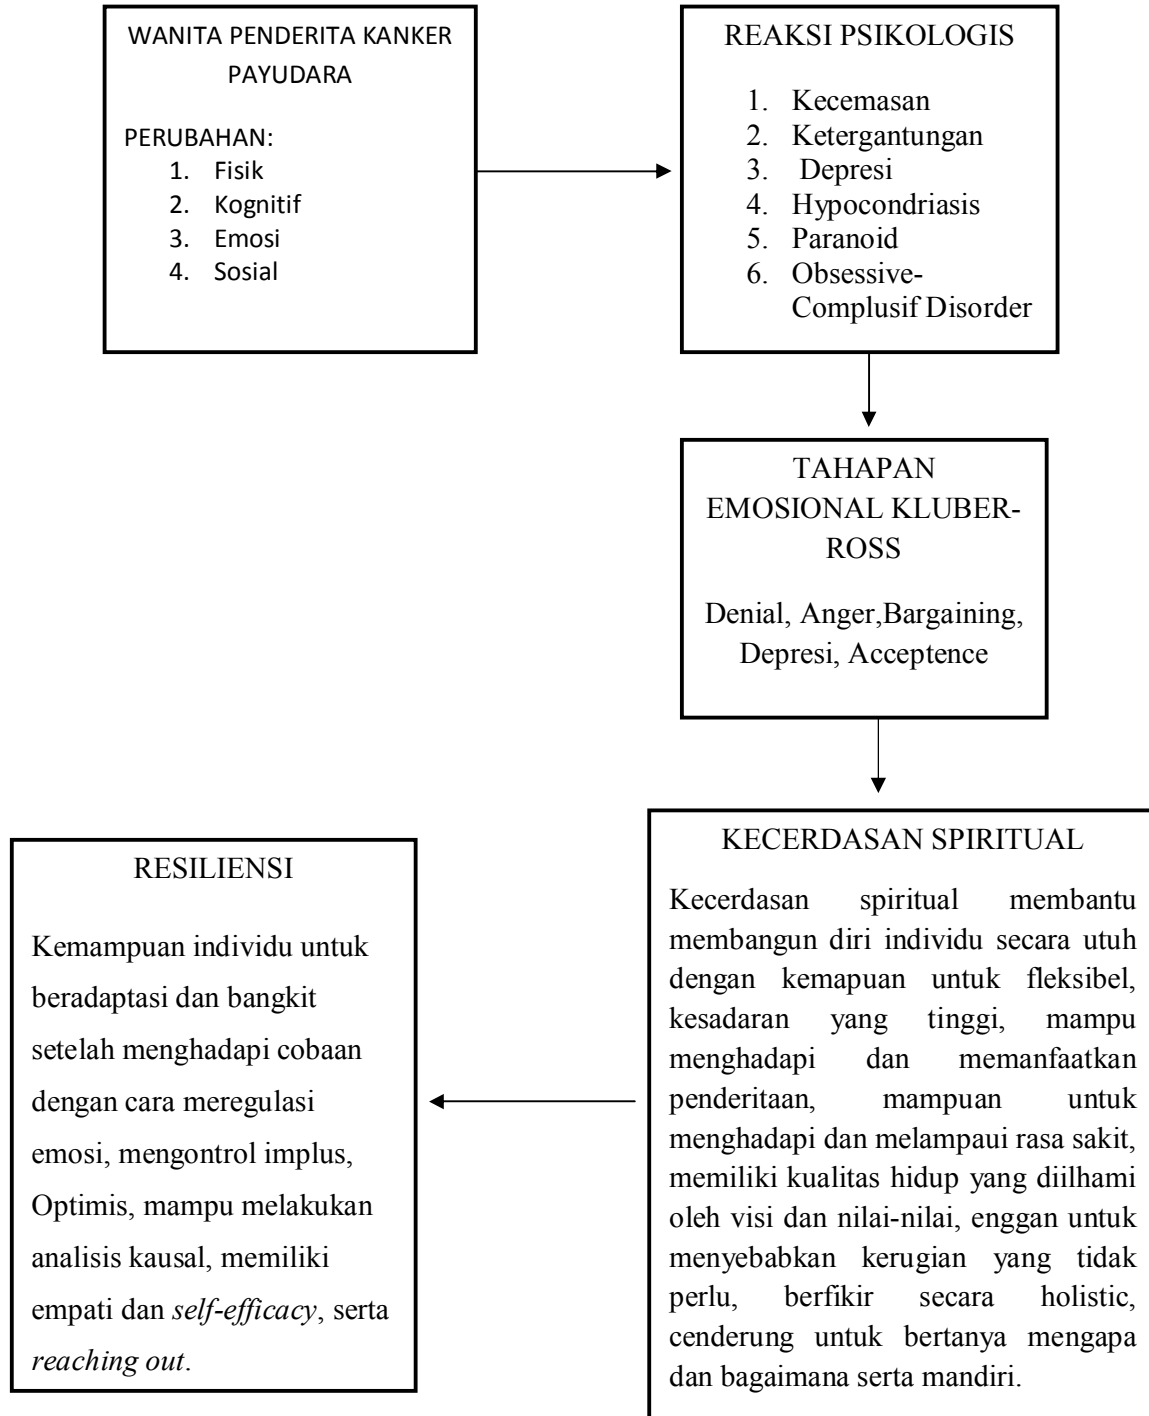 WANITA PENDERITA KANKER
PAYUDARA
PERUBAHAN:
1. Fisik
2. Kognitif
3. Emosi
4. Sosial
REAKSI PSIKOLOGIS
1. Kecemasan
2. Ketergantungan
3. Depresi
4. Hypocondriasis
5. Paranoid
6. Obsessive-
Complusif Disorder
TAHAPAN
EMOSIONAL KLUBER-
ROSS
Denial, Anger,Bargaining,
Depresi, Acceptence
KECERDASAN SPIRITUAL
Kecerdasan spiritual membantu
membangun diri individu secara utuh
dengan kemapuan untuk fleksibel,
kesadaran yang tinggi, mampu
menghadapi dan memanfaatkan
penderitaan, mampuan untuk
menghadapi dan melampaui rasa sakit,
memiliki kualitas hidup yang diilhami
oleh visi dan nilai-nilai, enggan untuk
menyebabkan kerugian yang tidak
perlu, berfikir secara holistic,
cenderung untuk bertanya mengapa
dan bagaimana serta mandiri.
RESILIENSI
Kemampuan individu untuk
beradaptasi dan bangkit
setelah menghadapi cobaan
dengan cara meregulasi
emosi, mengontrol implus,
Optimis, mampu melakukan
analisis kausal, memiliki
empati dan self-efficacy, serta
reaching out.